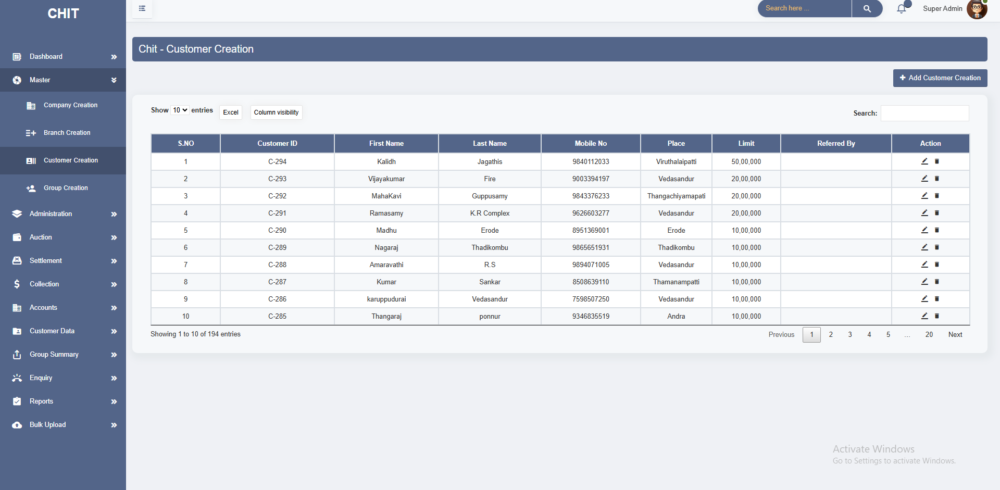 CHIT
Search here ...
Super Admin
Dashboard
Master
Company Creation
Branch Creation
Customer Creation
Group Creation
Administration
Auction
Settlement
Collection
Accounts
Customer Data
Group Summary
Enquiry
Reports
Bulk Upload
Chit - Customer Creation
Add Customer Creation
Show 10 entries Excel Column visibility Search:
S.NO Customer ID First Name Last Name Mobile No Place Limit Referred By Action
1 C-294 Kalidh Jagathis 9840112033 Viruthalaipatti 50,00,000
2 C-293 Vijayakumar Fire 9003394197 Vedasandur 20,00,000
3 C-292 MahaKavi Guppusamy 9843376233 Thangachiyamapati 20,00,000
4 C-291 Ramasamy K.R Complex 9626603277 Vedasandur 20,00,000
5 C-290 Madhu Erode 8951369001 Erode 10,00,000
6 C-289 Nagaraj Thadikombu 9865651931 Thadikombu 10,00,000
7 C-288 Amaravathi R.S 9894071005 Vedasandur 10,00,000
8 C-287 Kumar Sankar 8508639110 Thamanampatti 10,00,000
9 C-286 karuppudurai Vedasandur 7598507250 Vedasandur 10,00,000
10 C-285 Thangaraj ponnur 9346835519 Andra 10,00,000
Showing 1 to 10 of 194 entries Previous 1 2 3 4 5 ... 20 Next
Activate Windows
Go to Settings to activate Windows.